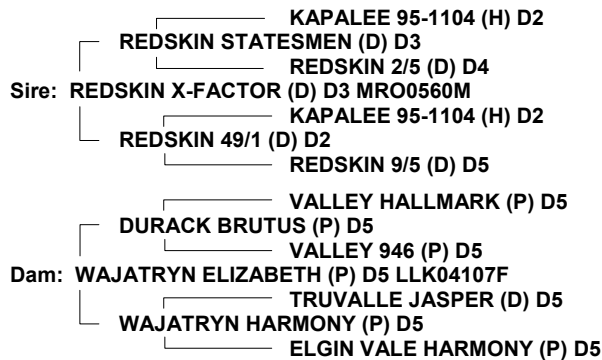 KAPALEE 95-1104 (H) D2
REDSKIN STATESMEN (D) D3
REDSKIN 2/5 (D) D4
Sire: REDSKIN X-FACTOR (D) D3 MRO0560M
KAPALEE 95-1104 (H) D2
REDSKIN 49/1 (D) D2
REDSKIN 9/5 (D) D5
VALLEY HALLMARK (P) D5
DURACK BRUTUS (P) D5
VALLEY 946 (P) D5
Dam: WAJATRYN ELIZABETH (P) D5 LLK04107F
TRUVALLE JASPER (D) D5
WAJATRYN HARMONY (P) D5
ELGIN VALE HARMONY (P) D5